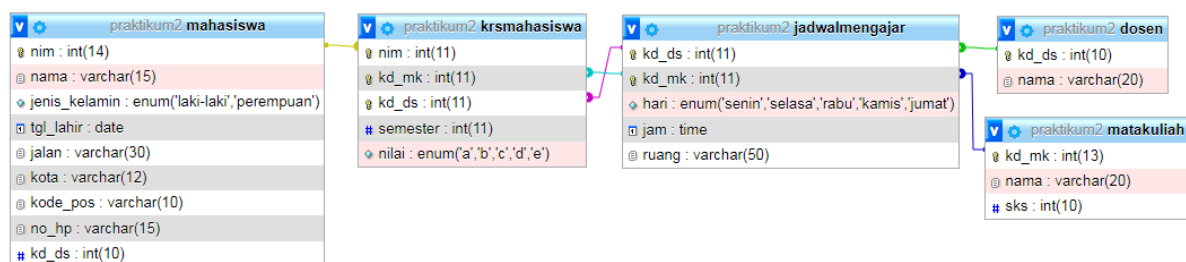 praktikum2 mahasiswa
nim : int(14)
nama : varchar(15)
jenis_kelamin : enum('laki-laki','perempuan')
tgl_lahir : date
jalan : varchar(30)
kota : varchar(12)
kode_pos : varchar(10)
no_hp : varchar(15)
# kd_ds : int(10)
praktikum2 krsmahasiswa
nim : int(11)
kd_mk : int(11)
kd_ds : int(11)
# semester : int(11)
nilai : enum('a','b','c','d','e')
praktikum2 jadwalmengajar
kd_ds : int(11)
kd_mk : int(11)
hari : enum('senin','selasa','rabu','kamis','jumat')
jam : time
ruang : varchar(50)
praktikum2 dosen
kd_ds : int(10)
nama : varchar(20)
praktikum2 matakuliah
kd_mk : int(13)
nama : varchar(20)
# sks : int(10)